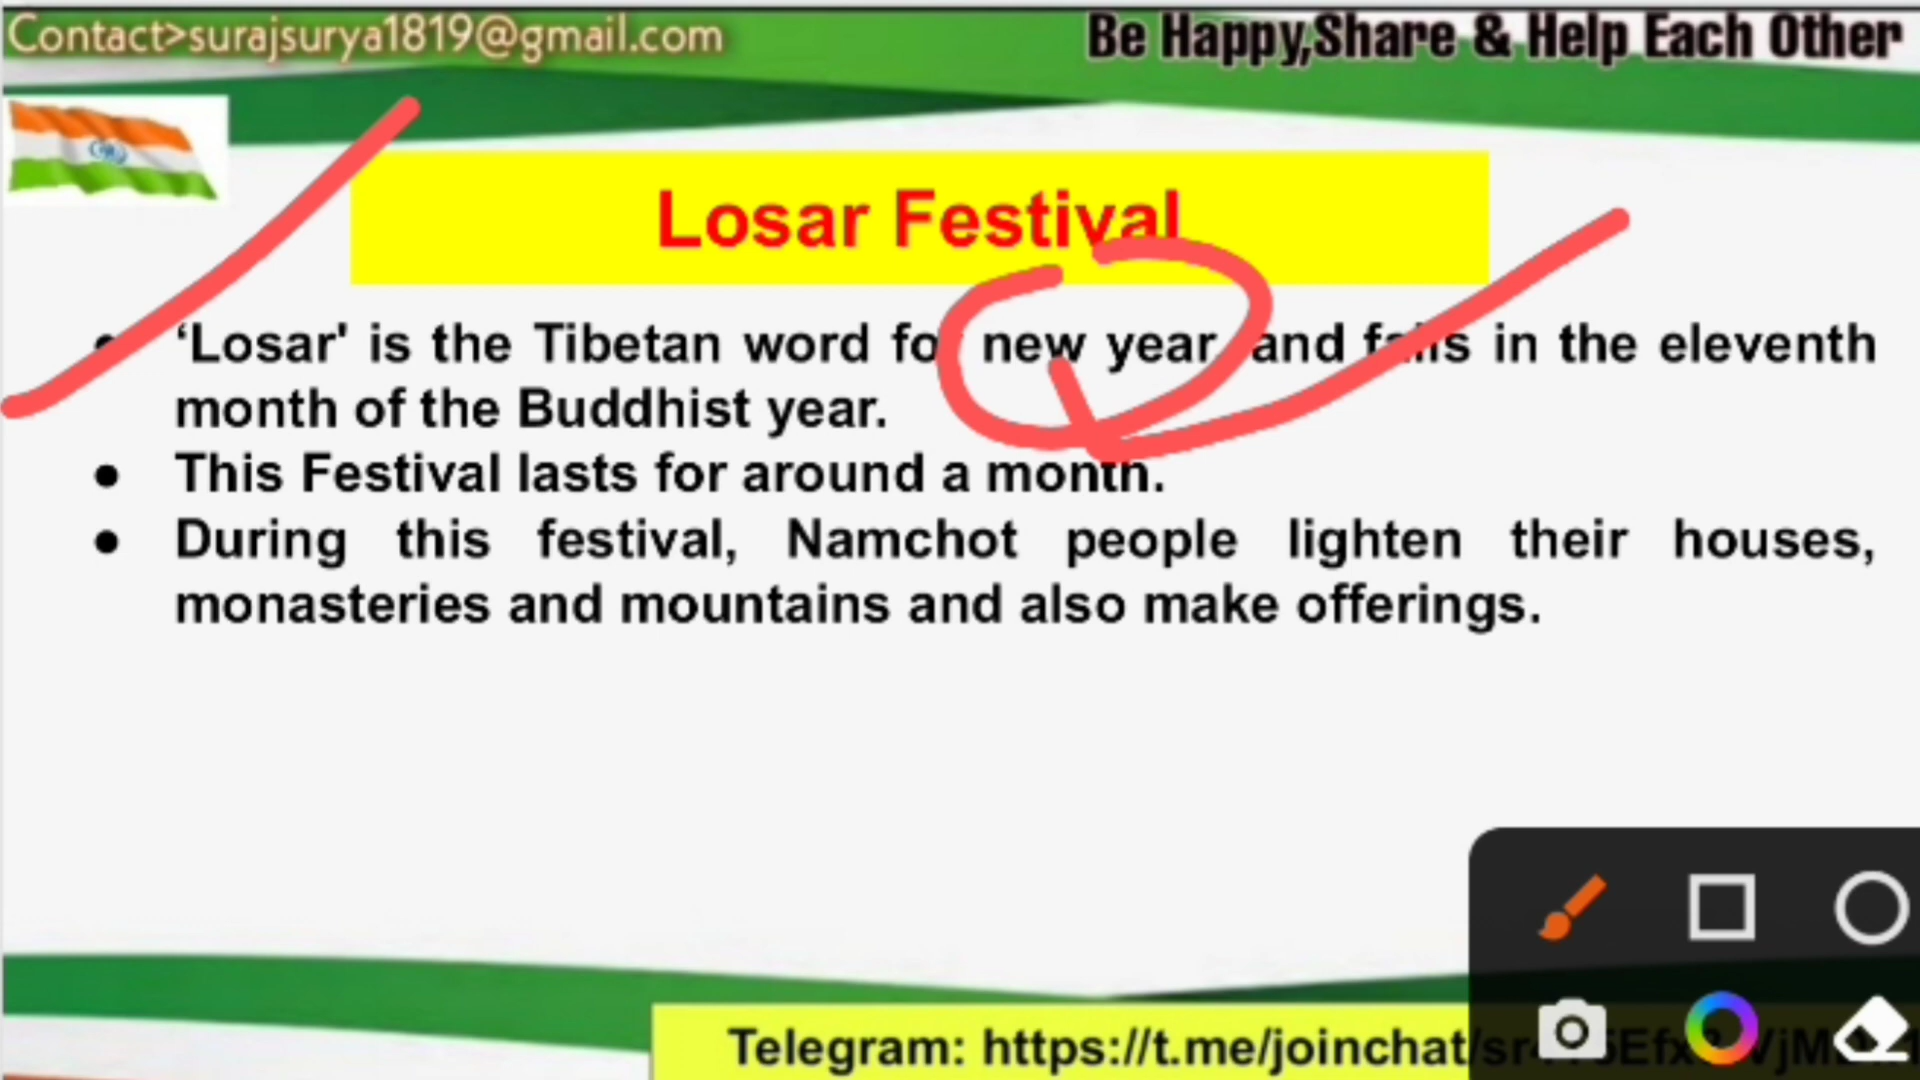 Contact>surajsurya1819@gmail.com
Be Happy,Share & Help Each Other
Losar Festival
‘Losar' is the Tibetan word for new year and falls in the eleventh
month of the Buddhist year.
This Festival lasts for around a month.
During this festival, Namchot people lighten their houses,
monasteries and mountains and also make offerings.
Telegram: https://t.me/joinchat/